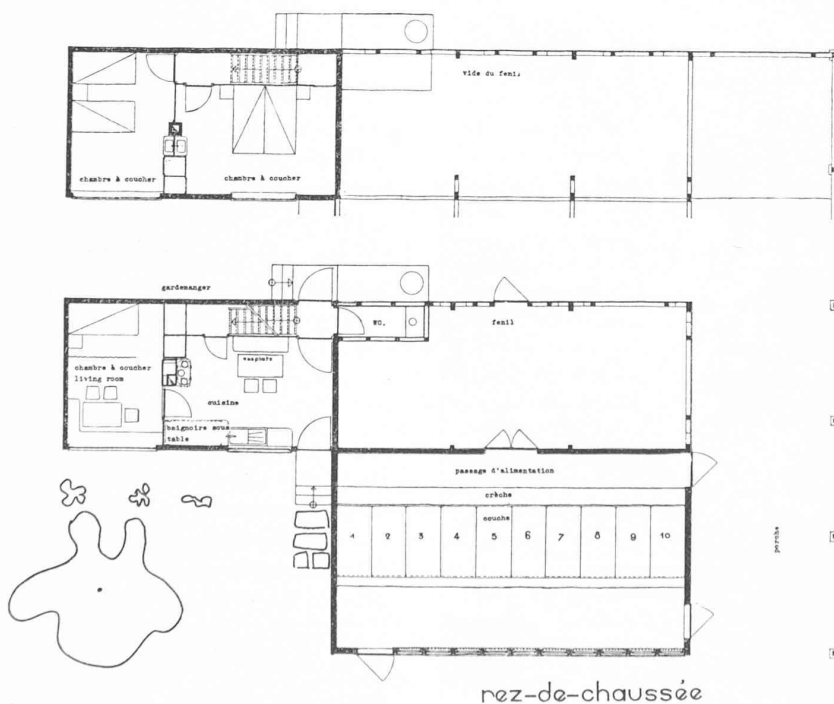 vide du fenil
chambre à coucher
chambre à coucher
gardemanger
WC.
fenil
chambre à coucher
living room
cuisine
baignoire sous
table
passage d'alimentation
crèche
couche
1 2 3 4 5 6 7 8 9 10
porche
rez-de-chaussée